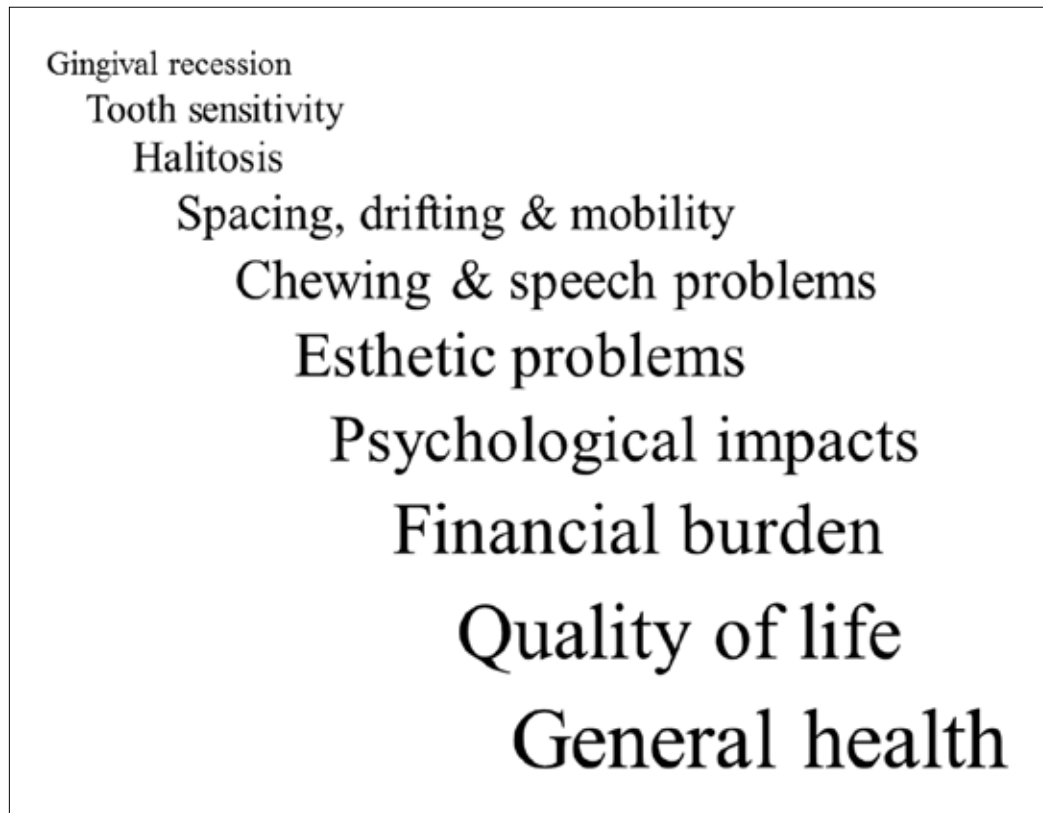 Gingival recession
Tooth sensitivity
Halitosis
Spacing, drifting & mobility
Chewing & speech problems
Esthetic problems
Psychological impacts
Financial burden
Quality of life
General health